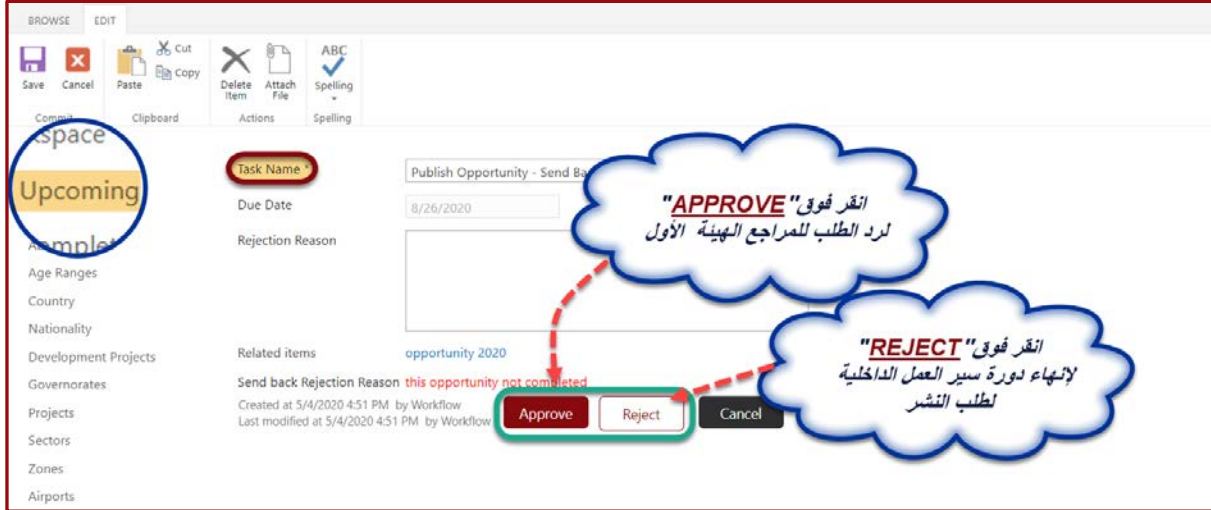 BROWSE EDIT
Save Cancel Paste Cut Copy Delete Item Attach File ABC Spelling
Commit Clipboard Actions Spelling
Upcoming
Age Ranges
Country
Nationality
Development Projects
Governorates
Projects
Sectors
Zones
Airports
Task Name *
Publish Opportunity - Send
Due Date
8/26/2020
Rejection Reason
Related items
opportunity 2020
Send back Rejection Reason this opportunity not completed
Created at 5/4/2020 4:51 PM by Workflow
Last modified at 5/4/2020 4:51 PM by Workflow
Approve Reject Cancel
انقر فوق "APPROVE"
لرد الطلب للمراجع الهيئة الأول
انقر فوق "REJECT"
لإنهاء دورة سير العمل الداخلية
لطلب النشر